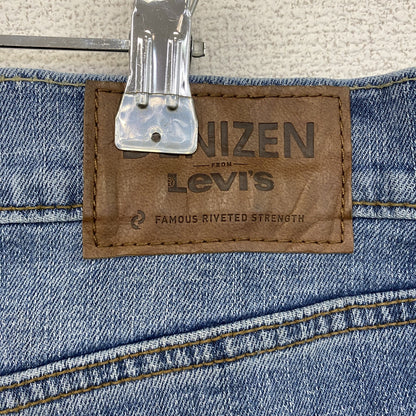 DENIZEN
FROM
Levi's
FAMOUS RIVETED STRENGTH